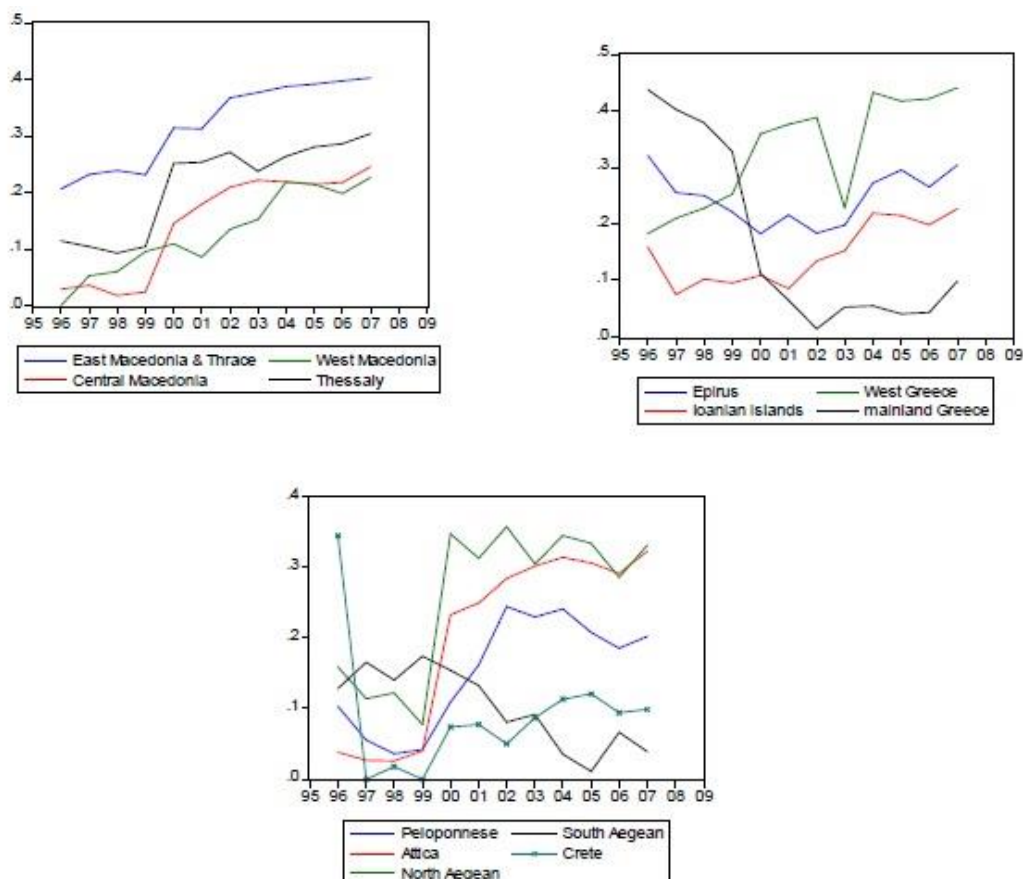 .5
.4
.3
.2
.1
.0
95 96 97 98 99 00 01 02 03 04 05 06 07 08 09
East Macedonia & Thrace West Macedonia
Central Macedonia Thessaly
.5
.4
.3
.2
.1
.0
95 96 97 98 99 00 01 02 03 04 05 06 07 08 09
Epirus West Greece
Ioanian Islands mainland Greece
.4
.3
.2
.1
.0
95 96 97 98 99 00 01 02 03 04 05 06 07 08 09
Peloponnese South Aegean
Attica Crete
North Aegean